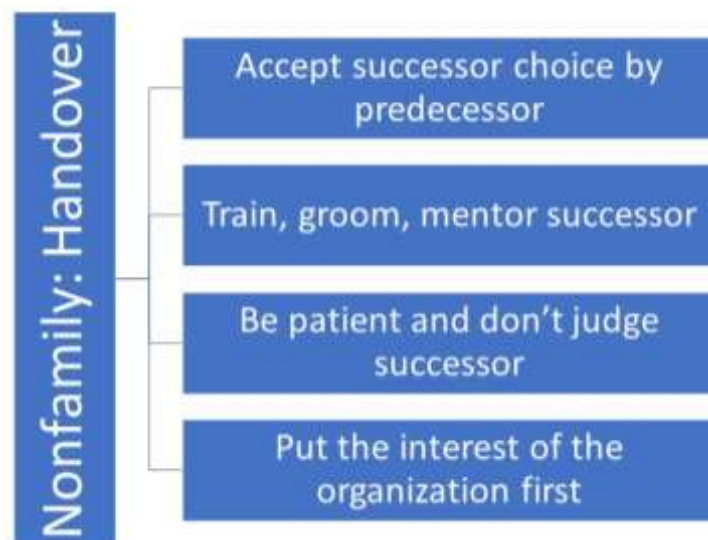 Nonfamily: Handover
Accept successor choice by
predecessor
Train, groom, mentor successor
Be patient and don’t judge
successor
Put the interest of the
organization first